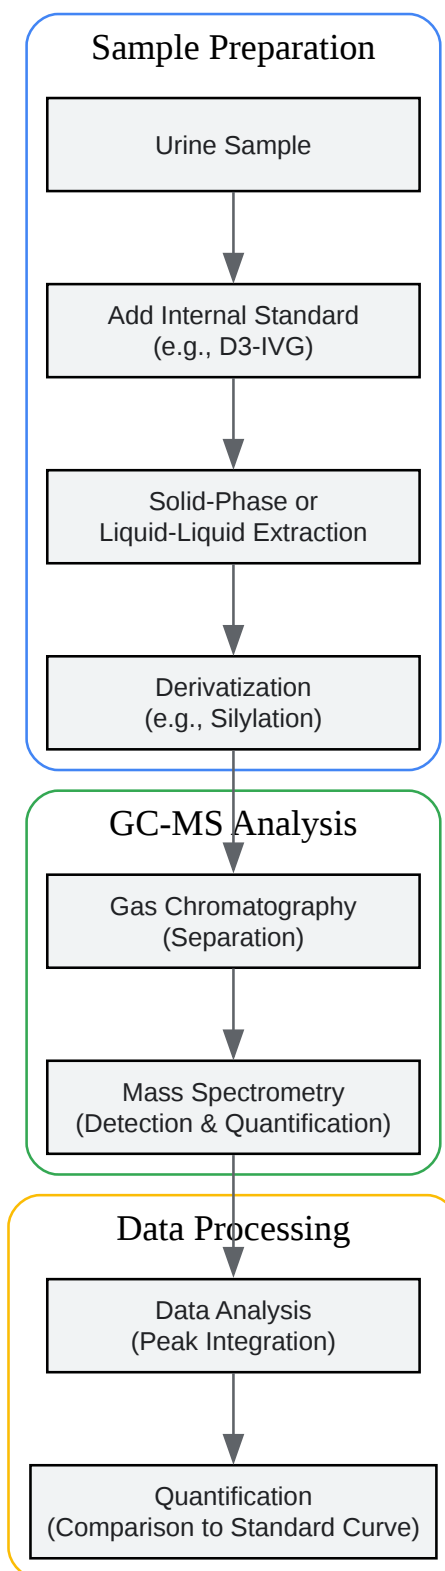 Sample Preparation
Urine Sample
Add Internal Standard
(e.g., D3-IVG)
Solid-Phase or
Liquid-Liquid Extraction
Derivatization
(e.g., Silylation)
GC-MS Analysis
Gas Chromatography
(Separation)
Mass Spectrometry
(Detection & Quantification)
Data Processing
Data Analysis
(Peak Integration)
Quantification
(Comparison to Standard Curve)